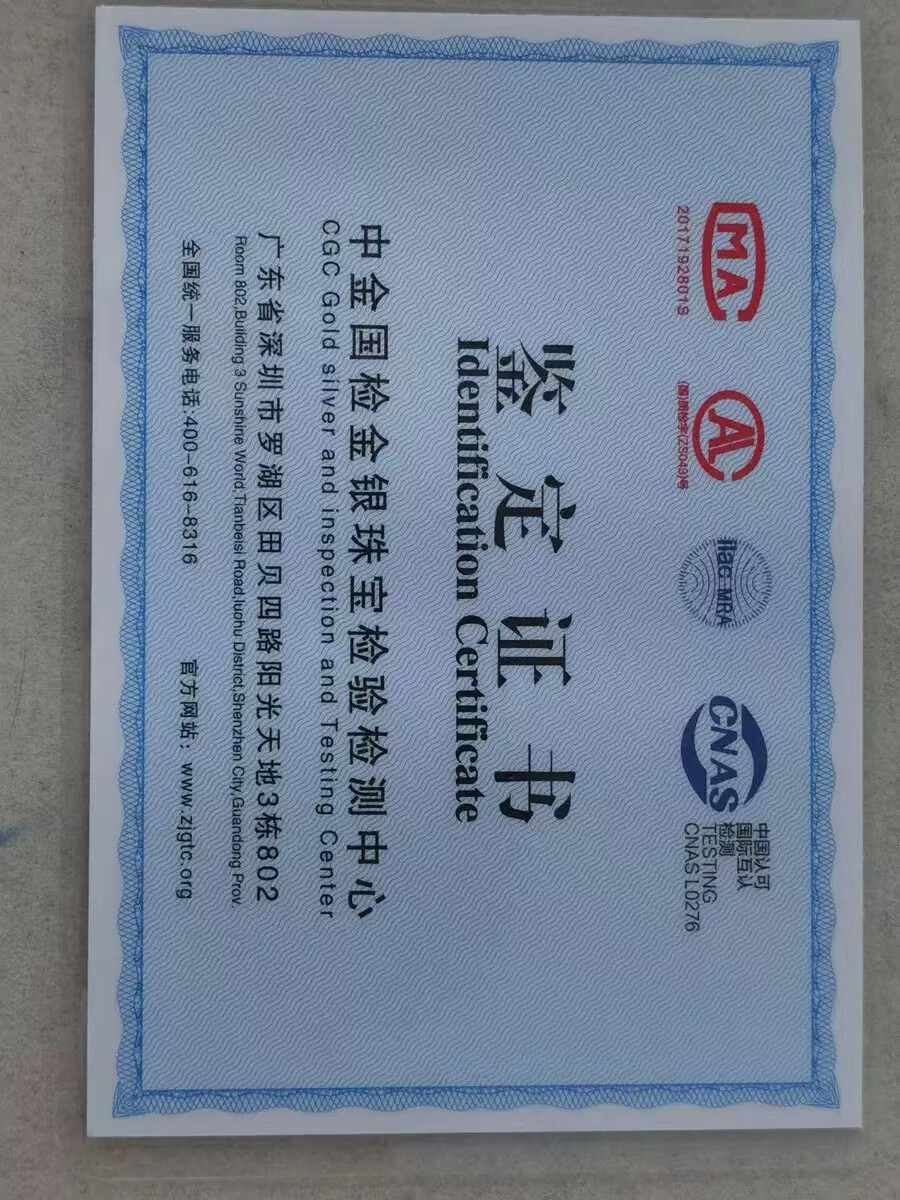 MA
2017192801S
AL
(国)质检字(ZS049)号
ilac-MRA
CNAS
中国认可
国际互认
检测
TESTING
CNAS L0276
鉴定证书
Identification Certificate
中金国检金银珠宝检验检测中心
CGC Gold silver and inspection and Testing Center
广东省深圳市罗湖区田贝四路阳光天地3栋802
Room 802,Building 3 Sunshine World,Tianbeisi Road,luohu District,Shenzhen City,Guandong Prov.
全国统一服务电话:400-616-8316 官方网站：www.zjgtc.org